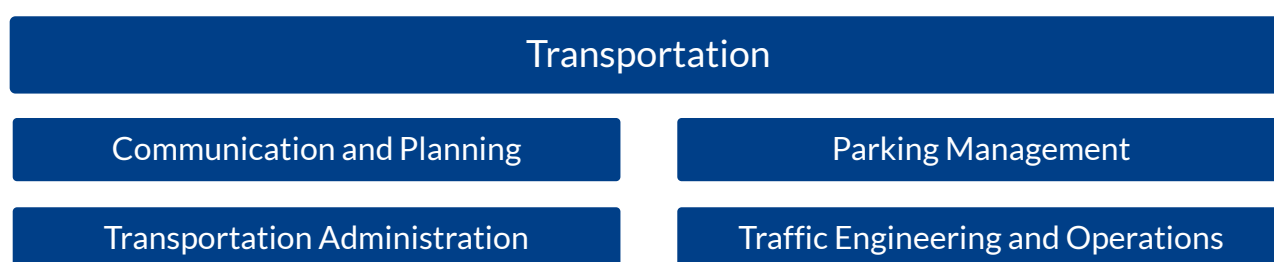 Transportation
Communication and Planning
Parking Management
Transportation Administration
Traffic Engineering and Operations